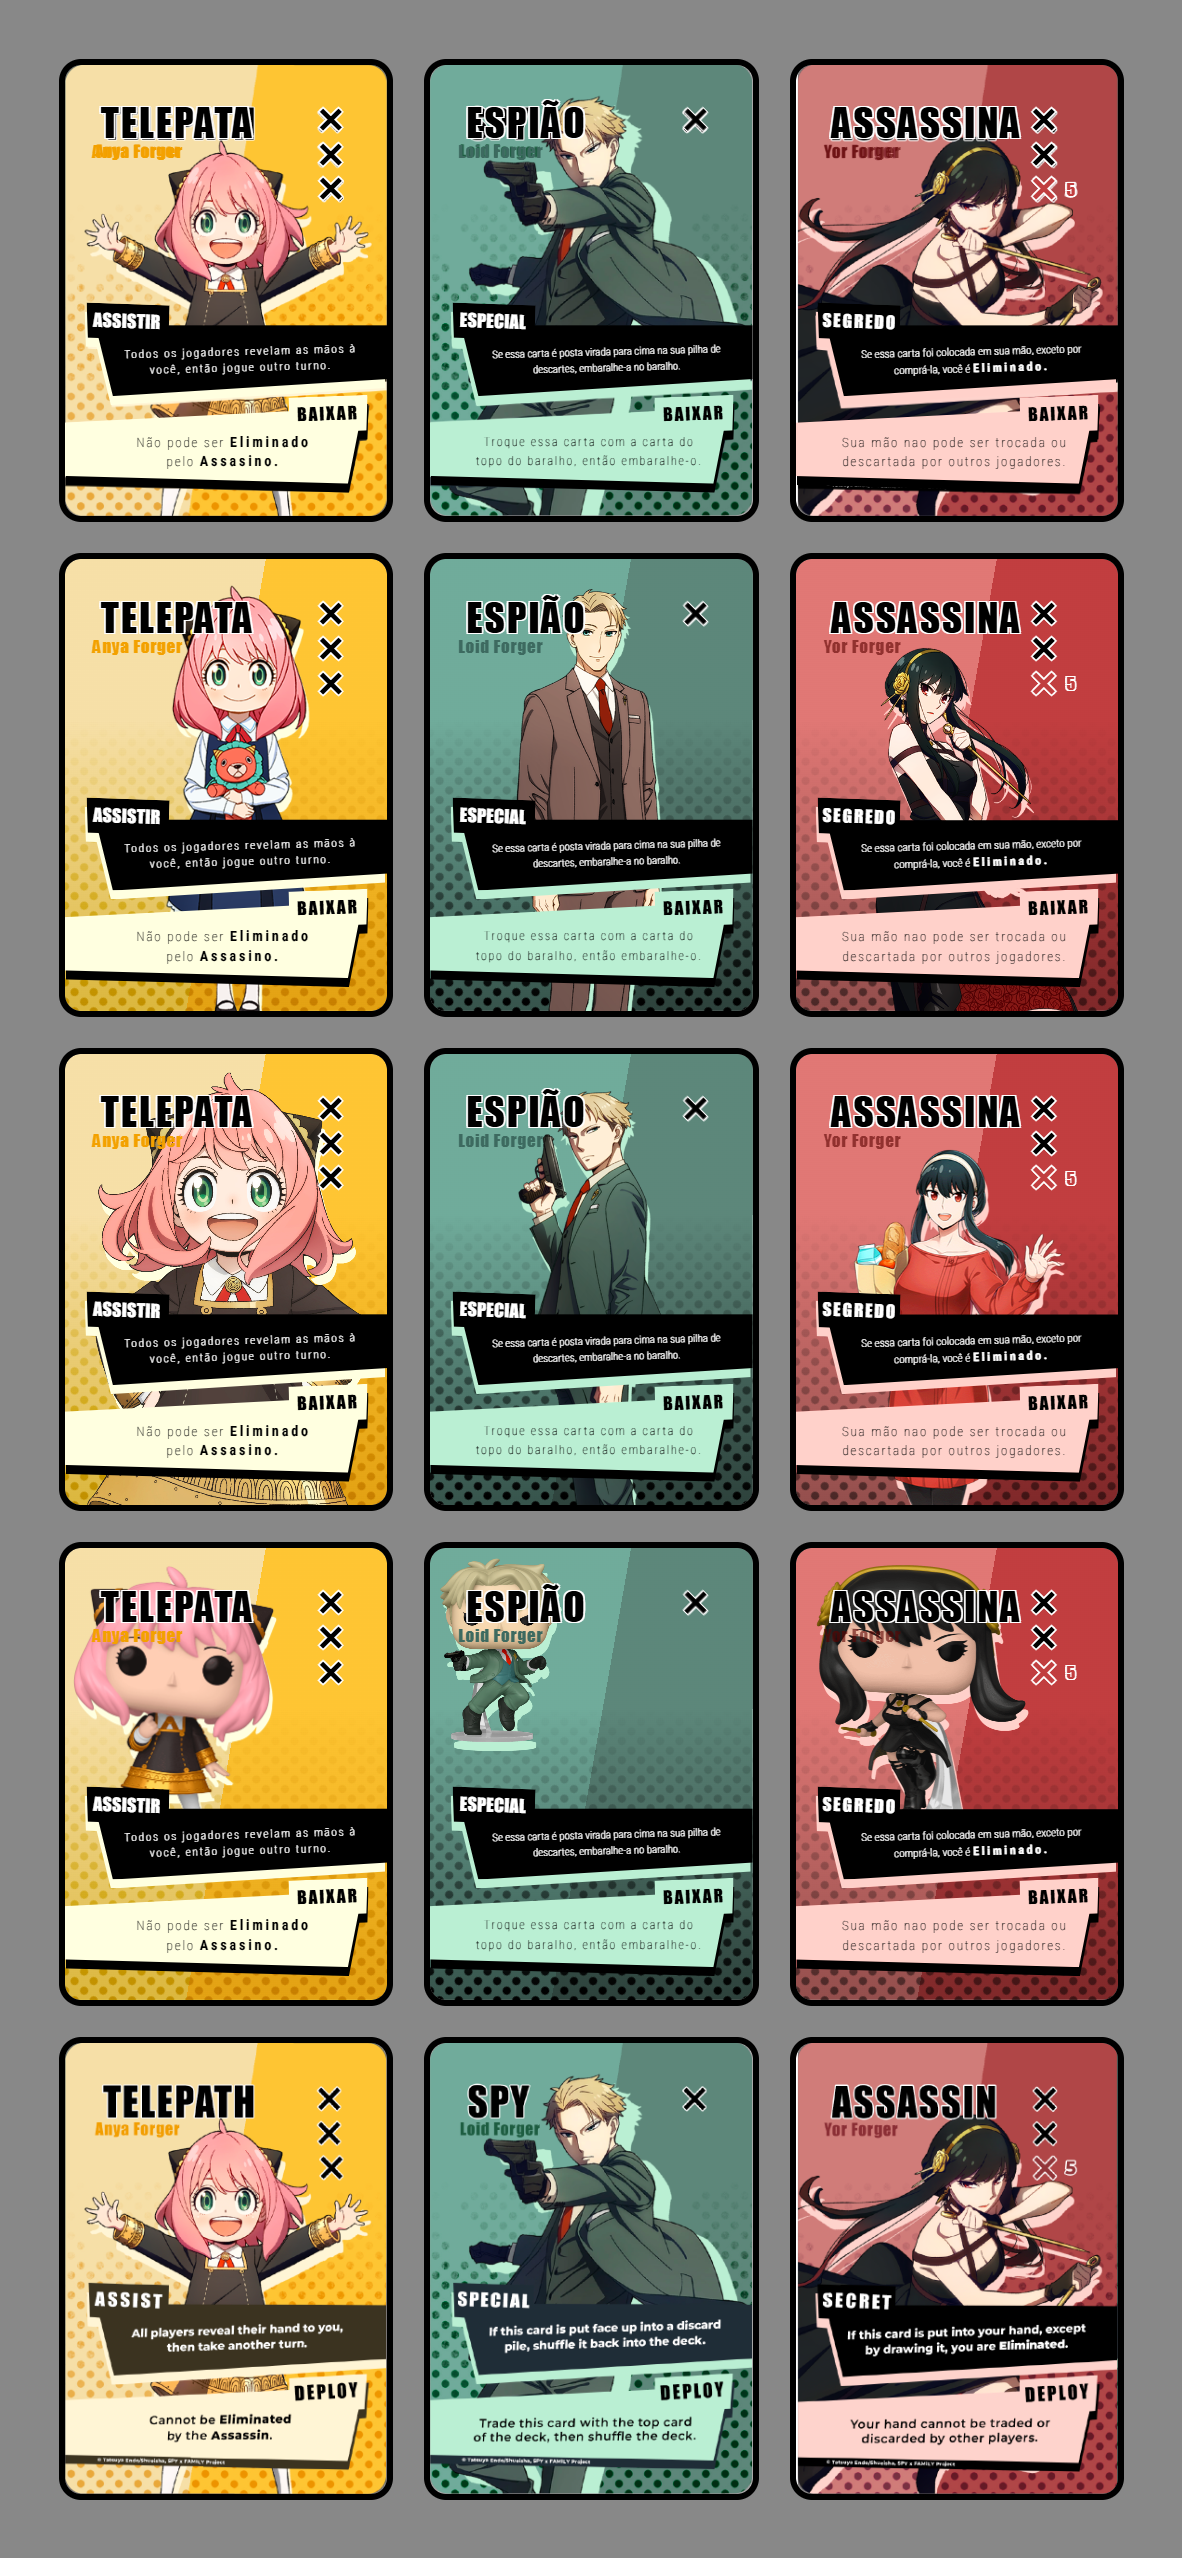 TELEPATA
Anya Forger
ASSISTIR
Todos os jogadores revelam as mãos à
você, então jogue outro turno.
BAIXAR
Não pode ser Eliminado
pelo Assasino.
ESPIÃO
Loid Forger
ESPECIAL
Se essa carta é posta virada para cima na sua pilha de
descartes, embaralhe-a no baralho.
BAIXAR
Troque essa carta com a carta do
topo do baralho, então embaralhe-o.
ASSASSINA
Yor Forger
5
SEGREDO
Se essa carta foi colocada em sua mão, exceto por
comprá-la, você é Eliminado.
BAIXAR
Sua mão nao pode ser trocada ou
descartada por outros jogadores.
TELEPATA
Anya Forger
ASSISTIR
Todos os jogadores revelam as mãos à
você, então jogue outro turno.
BAIXAR
Não pode ser Eliminado
pelo Assasino.
ESPIÃO
Loid Forger
ESPECIAL
Se essa carta é posta virada para cima na sua pilha de
descartes, embaralhe-a no baralho.
BAIXAR
Troque essa carta com a carta do
topo do baralho, então embaralhe-o.
ASSASSINA
Yor Forger
5
SEGREDO
Se essa carta foi colocada em sua mão, exceto por
comprá-la, você é Eliminado.
BAIXAR
Sua mão nao pode ser trocada ou
descartada por outros jogadores.
TELEPATA
Anya Forger
ASSISTIR
Todos os jogadores revelam as mãos à
você, então jogue outro turno.
BAIXAR
Não pode ser Eliminado
pelo Assasino.
ESPIÃO
Loid Forger
ESPECIAL
Se essa carta é posta virada para cima na sua pilha de
descartes, embaralhe-a no baralho.
BAIXAR
Troque essa carta com a carta do
topo do baralho, então embaralhe-o.
ASSASSINA
Yor Forger
5
SEGREDO
Se essa carta foi colocada em sua mão, exceto por
comprá-la, você é Eliminado.
BAIXAR
Sua mão nao pode ser trocada ou
descartada por outros jogadores.
TELEPATA
Anya Forger
ASSISTIR
Todos os jogadores revelam as mãos à
você, então jogue outro turno.
BAIXAR
Não pode ser Eliminado
pelo Assasino.
ESPIÃO
Loid Forger
ESPECIAL
Se essa carta é posta virada para cima na sua pilha de
descartes, embaralhe-a no baralho.
BAIXAR
Troque essa carta com a carta do
topo do baralho, então embaralhe-o.
ASSASSINA
Yor Forger
5
SEGREDO
Se essa carta foi colocada em sua mão, exceto por
comprá-la, você é Eliminado.
BAIXAR
Sua mão nao pode ser trocada ou
descartada por outros jogadores.
TELEPATH
Anya Forger
ASSIST
All players reveal their hand to you,
then take another turn.
DEPLOY
Cannot be Eliminated
by the Assassin.
© Tatsuya Endo/Shueisha, SPY x FAMILY Project
SPY
Loid Forger
SPECIAL
If this card is put face up into a discard
pile, shuffle it back into the deck.
DEPLOY
Trade this card with the top card
of the deck, then shuffle the deck.
© Tatsuya Endo/Shueisha, SPY x FAMILY Project
ASSASSIN
Yor Forger
5
SECRET
If this card is put into your hand, except
by drawing it, you are Eliminated.
DEPLOY
Your hand cannot be traded or
discarded by other players.
© Tatsuya Endo/Shueisha, SPY x FAMILY Project